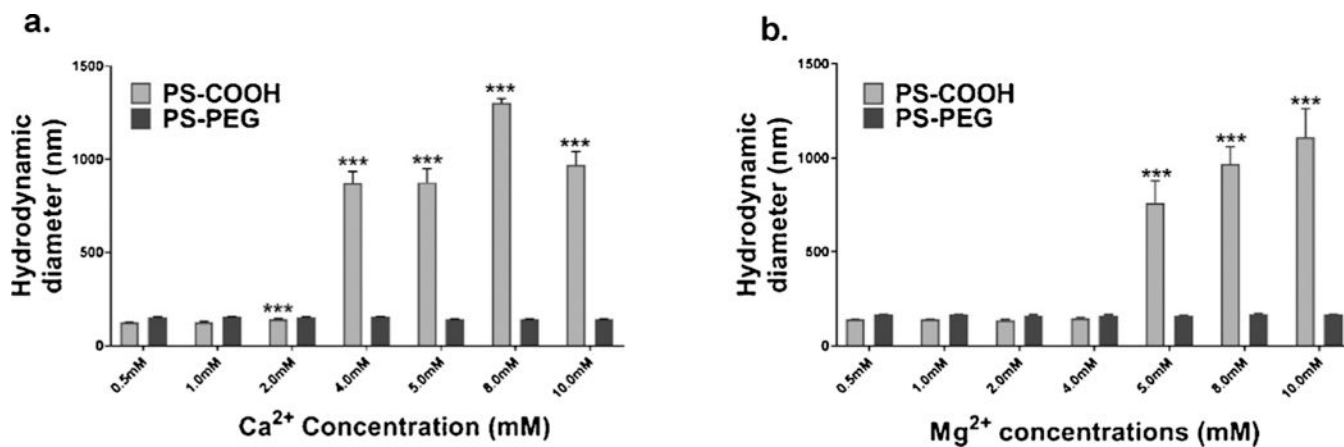 a.
Hydrodynamic
diameter (nm)
1500
1000
500
0
PS-COOH
PS-PEG
***
***
***
***
***
0.5mM
1.0mM
2.0mM
4.0mM
5.0mM
8.0mM
10.0mM
Ca2+ Concentration (mM)
b.
Hydrodynamic
diameter (nm)
1500
1000
500
0
PS-COOH
PS-PEG
***
***
***
0.5mM
1.0mM
2.0mM
4.0mM
5.0mM
8.0mM
10.0mM
Mg2+ concentrations (mM)